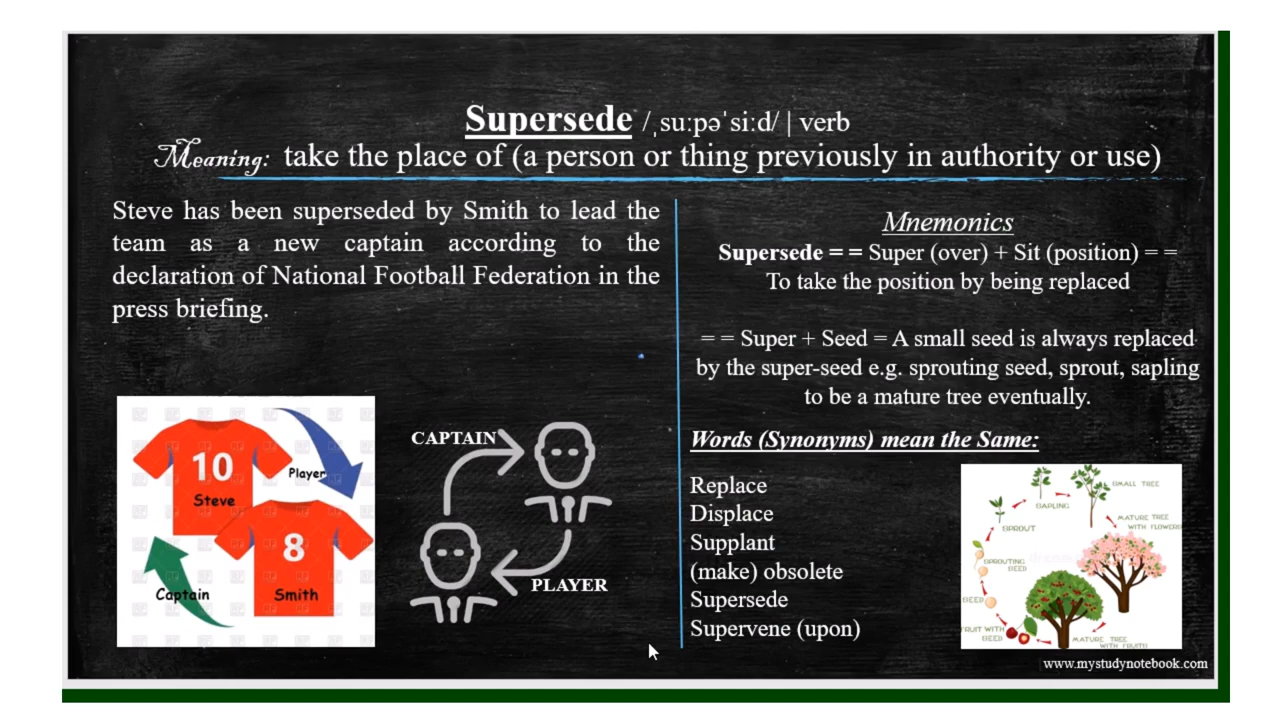 Supersede /ˌsuːpəˈsiːd/ | verb
Meaning: take the place of (a person or thing previously in authority or use)
Steve has been superseded by Smith to lead the
team as a new captain according to the
declaration of National Football Federation in the
press briefing.
10
Steve
Player
8
Smith
Captain
CAPTAIN
PLAYER
Mnemonics
Supersede = = Super (over) + Sit (position) = =
To take the position by being replaced
= = Super + Seed = A small seed is always replaced
by the super-seed e.g. sprouting seed, sprout, sapling
to be a mature tree eventually.
Words (Synonyms) mean the Same:
Replace
Displace
Supplant
(make) obsolete
Supersede
Supervene (upon)
SMALL TREE
SAPLING
SPROUT
MATURE TREE
WITH FLOWERS
SPROUTING
SEED
SEED
FRUIT WITH
SEED
MATURE TREE
WITH FRUITS
www.mystudynotebook.com